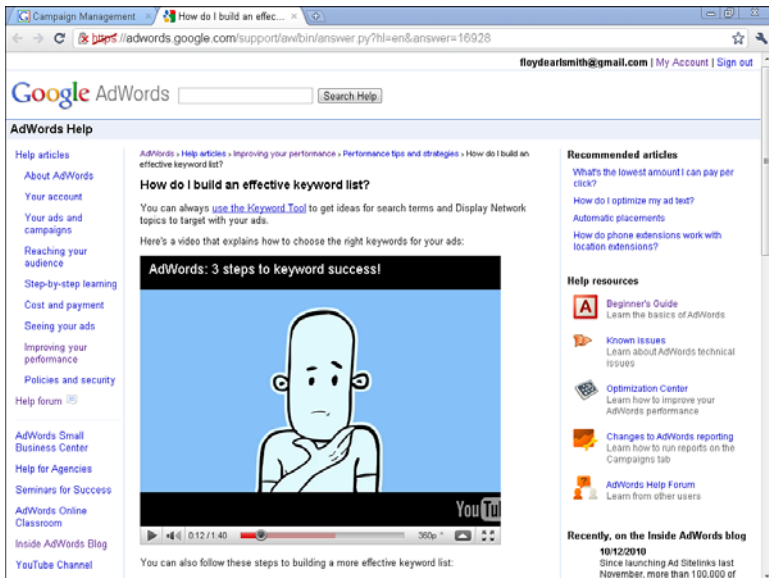 Campaign Management
How do I build an effec...
https://adwords.google.com/support/aw/bin/answer.py?hl=en&answer=16928
floydearlsmith@gmail.com | My Account | Sign out
Google AdWords
Search Help
AdWords Help
Help articles
About AdWords
Your account
Your ads and
campaigns
Reaching your
audience
Step-by-step learning
Cost and payment
Seeing your ads
Improving your
performance
Policies and security
Help forum
AdWords Small
Business Center
Help for Agencies
Seminars for Success
AdWords Online
Classroom
Inside AdWords Blog
YouTube Channel
AdWords › Help articles › Improving your performance › Performance tips and strategies › How do I build an
effective keyword list?
How do I build an effective keyword list?
You can always use the Keyword Tool to get ideas for search terms and Display Network
topics to target with your ads.
Here's a video that explains how to choose the right keywords for your ads:
AdWords: 3 steps to keyword success!
YouTu
0:12 / 1:40
360p
You can also follow these steps to building a more effective keyword list:
Recommended articles
What's the lowest amount I can pay per
click?
How do I optimize my ad text?
Automatic placements
How do phone extensions work with
location extensions?
Help resources
Beginner's Guide
Learn the basics of AdWords
Known issues
Learn about AdWords technical
issues
Optimization Center
Learn how to improve your
AdWords performance
Changes to AdWords reporting
Learn how to run reports on the
Campaigns tab
AdWords Help Forum
Learn from other users
Recently, on the Inside AdWords blog
10/12/2010
Since launching Ad Sitelinks last
November, more than 100,000 of